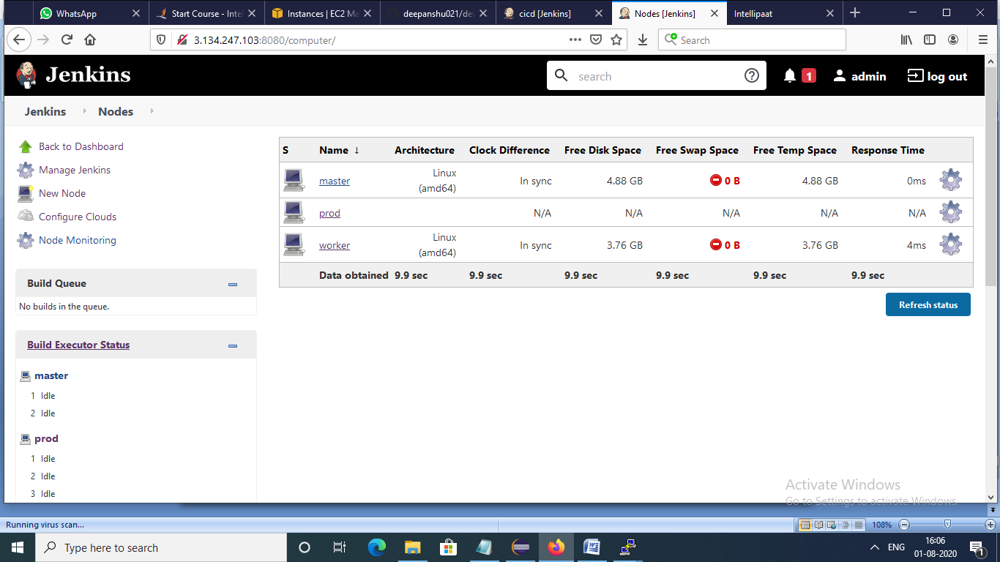 WhatsApp
Start Course - Inte
Instances | EC2 Ma
deepanshu021/de
cicd [Jenkins]
Nodes [Jenkins]
Intellipaat
3.134.247.103:8080/computer/
Search
Jenkins
search
1
admin
log out
Jenkins
Nodes
Back to Dashboard
Manage Jenkins
New Node
Configure Clouds
Node Monitoring
Build Queue
No builds in the queue.
Build Executor Status
master
1 Idle
2 Idle
prod
1 Idle
2 Idle
3 Idle
S Name ↓ Architecture Clock Difference Free Disk Space Free Swap Space Free Temp Space Response Time
master Linux (amd64) In sync 4.88 GB 0 B 4.88 GB 0ms
prod N/A N/A N/A N/A N/A
worker Linux (amd64) In sync 3.76 GB 0 B 3.76 GB 4ms
Data obtained 9.9 sec 9.9 sec 9.9 sec 9.9 sec 9.9 sec 9.9 sec
Refresh status
Activate Windows
Go to Settings to activate Windows.
Running virus scan...
108%
Type here to search
ENG
16:06
01-08-2020
1